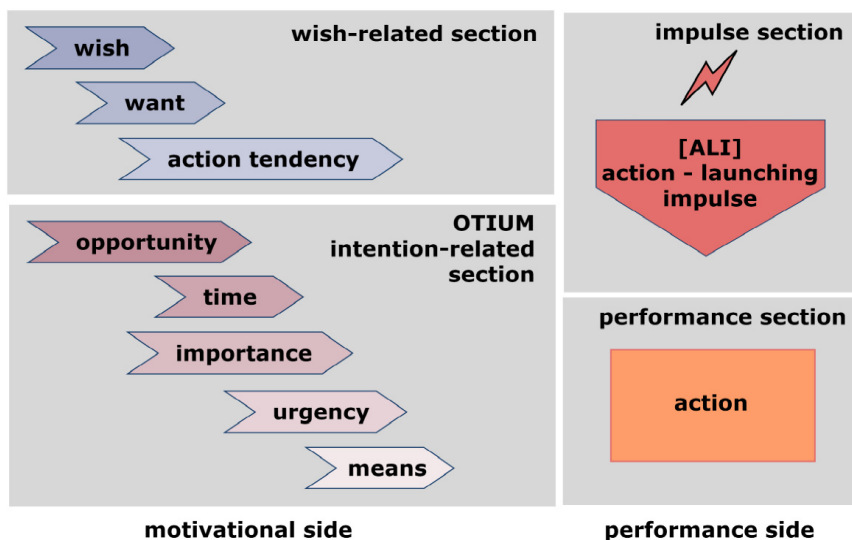 wish-related section
wish
want
action tendency
OTIUM
intention-related
section
opportunity
time
importance
urgency
means
motivational side
impulse section
[ALI]
action - launching
impulse
performance section
action
performance side